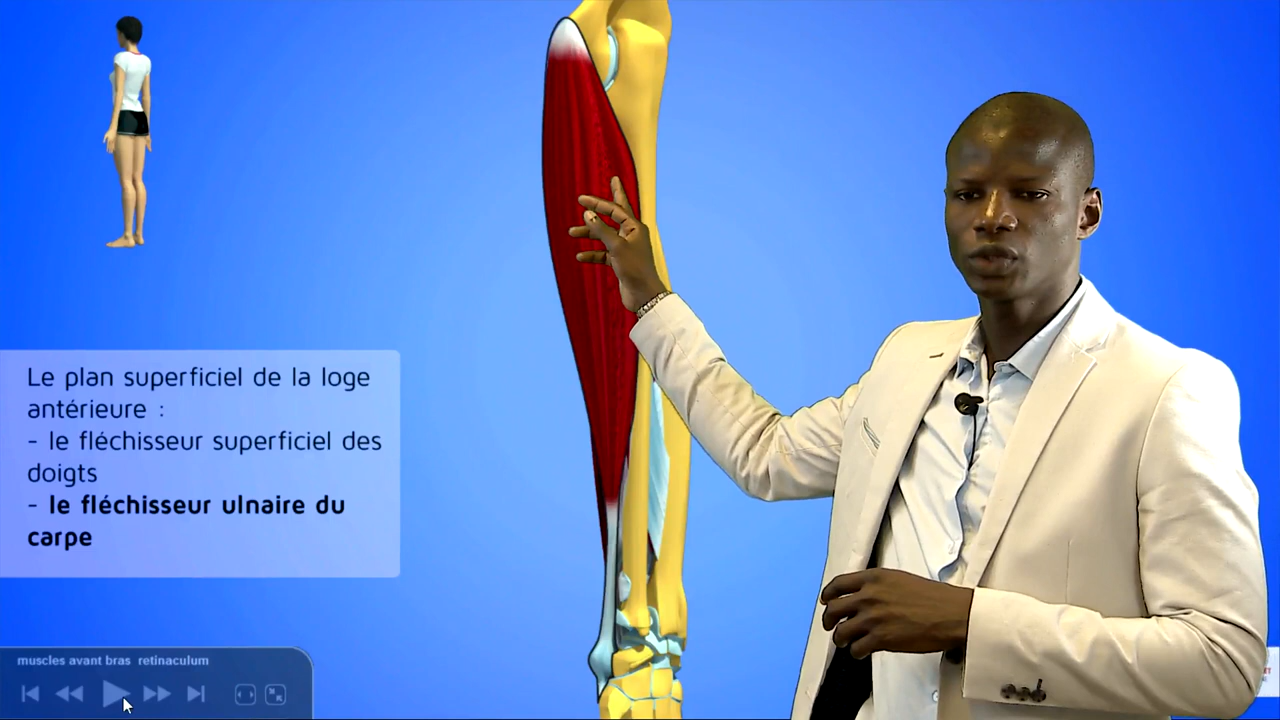 Le plan superficiel de la loge
antérieure :
- le fléchisseur superficiel des
doigts
- le fléchisseur ulnaire du
carpe
muscles avant bras retinaculum